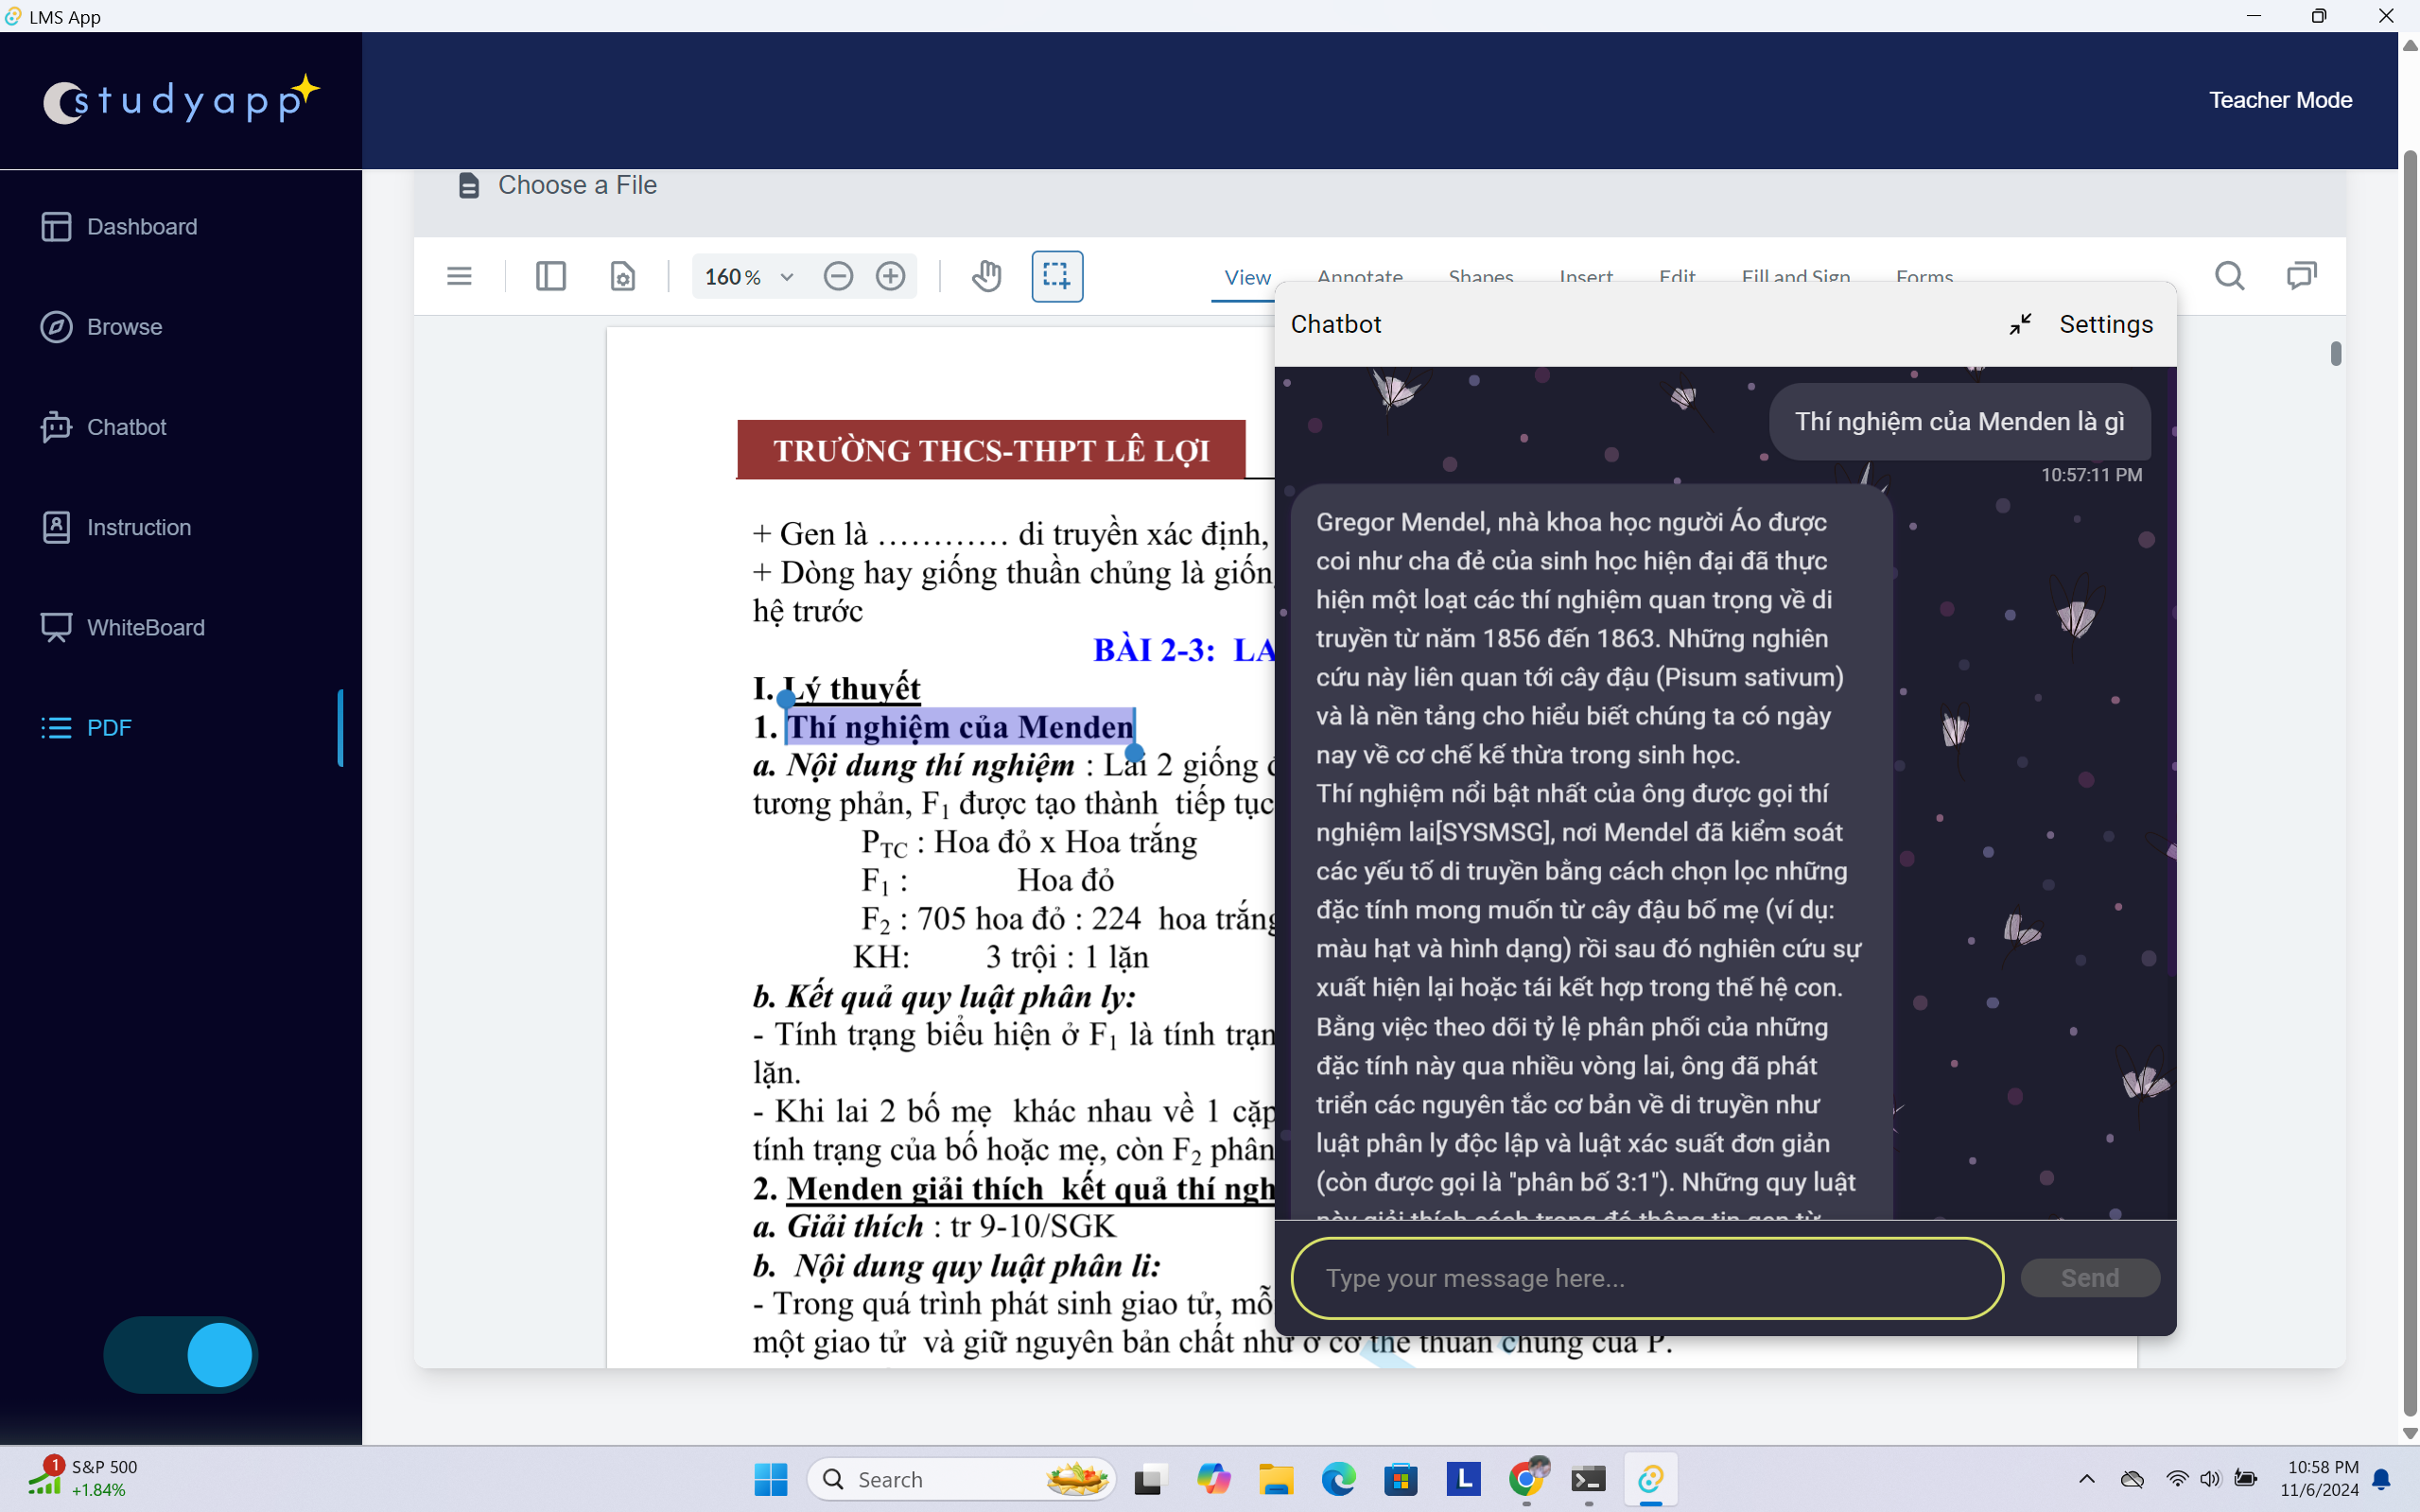 LMS App
studyapp
Teacher Mode
Dashboard
Browse
Chatbot
Instruction
WhiteBoard
PDF
Choose a File
160%
View Annotate Shapes Insert Edit Fill and Sign Forms
TRƯỜNG THCS-THPT LÊ LỢI
+ Gen là ………… di truyền xác định,
+ Dòng hay giống thuần chủng là giốn
hệ trước
BÀI 2-3: LA
I. Lý thuyết
1. Thí nghiệm của Menden
a. Nội dung thí nghiệm : Lai 2 giống
tương phản, F1 được tạo thành tiếp tục
PTC : Hoa đỏ x Hoa trắng
F1 : Hoa đỏ
F2 : 705 hoa đỏ : 224 hoa trắng
KH: 3 trội : 1 lặn
b. Kết quả quy luật phân ly:
- Tính trạng biểu hiện ở F1 là tính trạn
lặn.
- Khi lai 2 bố mẹ khác nhau về 1 cặp
tính trạng của bố hoặc mẹ, còn F2 phân
2. Menden giải thích kết quả thí ngh
a. Giải thích : tr 9-10/SGK
b. Nội dung quy luật phân li:
- Trong quá trình phát sinh giao tử, mỗ
một giao tử và giữ nguyên bản chất như ở cơ thể thuần chủng của P.
Chatbot
Settings
Thí nghiệm của Menden là gì
10:57:11 PM
Gregor Mendel, nhà khoa học người Áo được
coi như cha đẻ của sinh học hiện đại đã thực
hiện một loạt các thí nghiệm quan trọng về di
truyền từ năm 1856 đến 1863. Những nghiên
cứu này liên quan tới cây đậu (Pisum sativum)
và là nền tảng cho hiểu biết chúng ta có ngày
nay về cơ chế kế thừa trong sinh học.
Thí nghiệm nổi bật nhất của ông được gọi thí
nghiệm lai[SYSMSG], nơi Mendel đã kiểm soát
các yếu tố di truyền bằng cách chọn lọc những
đặc tính mong muốn từ cây đậu bố mẹ (ví dụ:
màu hạt và hình dạng) rồi sau đó nghiên cứu sự
xuất hiện lại hoặc tái kết hợp trong thế hệ con.
Bằng việc theo dõi tỷ lệ phân phối của những
đặc tính này qua nhiều vòng lai, ông đã phát
triển các nguyên tắc cơ bản về di truyền như
luật phân ly độc lập và luật xác suất đơn giản
(còn được gọi là "phân bố 3:1"). Những quy luật
này giải thích cách trong đó thông tin gen từ
Type your message here...
Send
1
S&P 500
+1.84%
Search
L
10:58 PM
11/6/2024